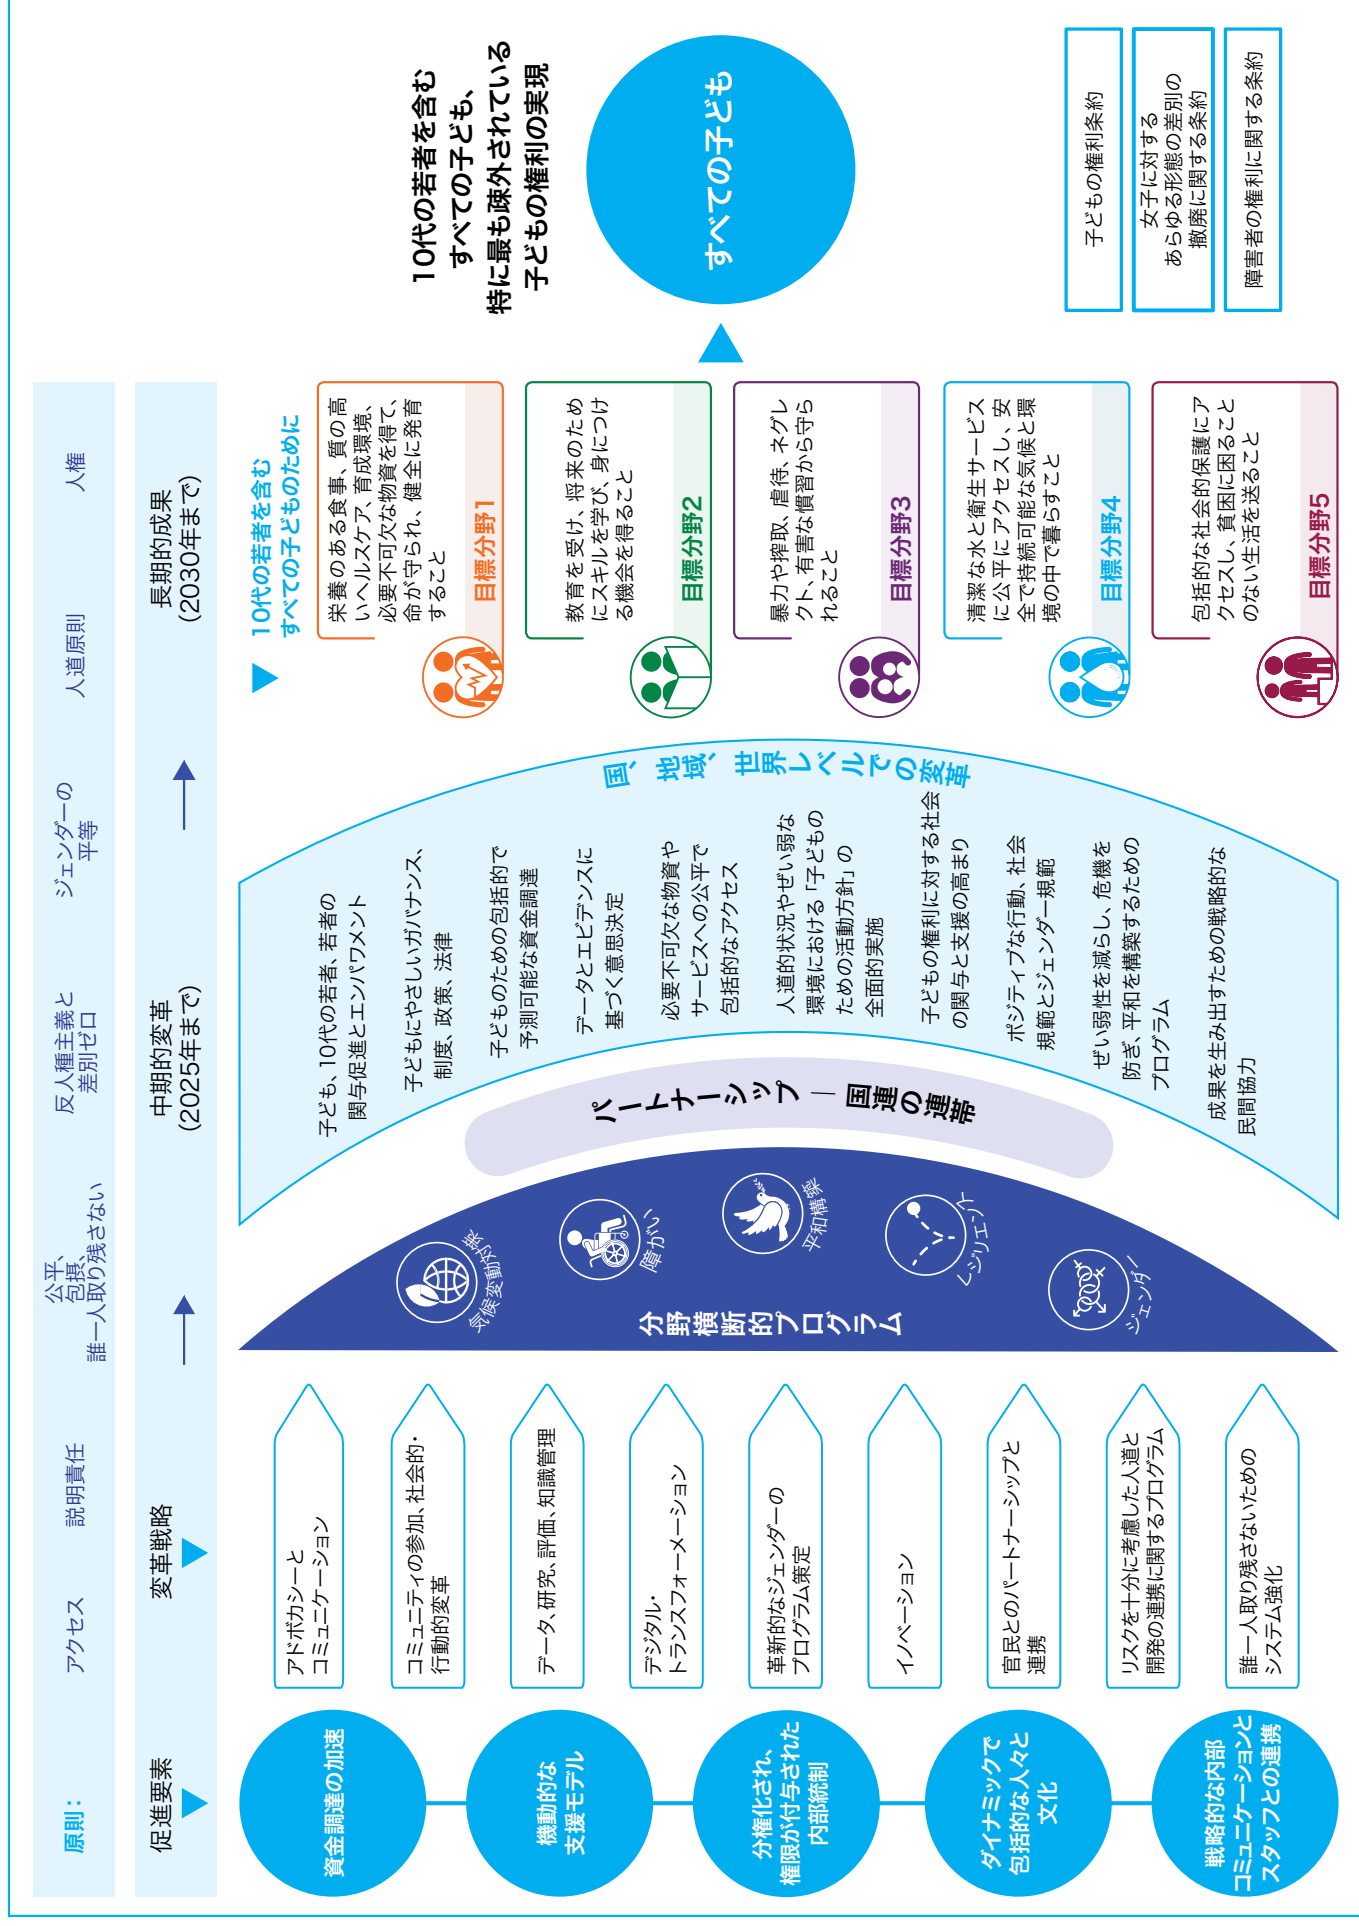 原則：
アクセス
説明責任
公平、
包摂、
誰一人取り残さない
反人種主義と
差別ゼロ
ジェンダーの
平等
人道原則
人権
促進要素
変革戦略
中期的変革
（2025年まで）
長期的成果
（2030年まで）
資金調達の加速
機動的な
支援モデル
分権化され、
権限が付与された
内部統制
ダイナミックで
包括的な人々と
文化
戦略的な内部
コミュニケーションと
スタッフとの連携
アドボカシーと
コミュニケーション
コミュニティの参加、社会的・
行動的変革
データ、研究、評価、知識管理
デジタル・
トランスフォーメーション
革新的なジェンダーの
プログラム策定
イノベーション
官民とのパートナーシップと
連携
リスクを十分に考慮した人道と
開発の連携に関するプログラム
誰一人取り残さないための
システム強化
分野横断的プログラム
気候変動対策
障がい
平和構築
レジリエンス
ジェンダー
パートナーシップ ― 国連の連帯
子ども、10代の若者、若者の
関与促進とエンパワメント
子どもにやさしいガバナンス、
制度、政策、法律
子どものための包括的で
予測可能な資金調達
データとエビデンスに
基づく意思決定
必要不可欠な物資や
サービスへの公平で
包括的なアクセス
人道的状況やぜい弱な
環境における「子どもの
ための活動方針」の
全面的実施
子どもの権利に対する社会
の関与と支援の高まり
ポジティブな行動、社会
規範とジェンダー規範
ぜい弱性を減らし、危機を
防ぎ、平和を構築するための
プログラム
成果を生み出すための戦略的な
民間協力
国、地域、世界レベルでの変革
10代の若者を含む
すべての子どものために
栄養のある食事、質の高
いヘルスケア、育成環境、
必要不可欠な物資を得て、
命が守られ、健全に発育
すること
目標分野1
教育を受け、将来のため
にスキルを学び、身につけ
る機会を得ること
目標分野2
暴力や搾取、虐待、ネグレ
クト、有害な慣習から守ら
れること
目標分野3
清潔な水と衛生サービス
に公平にアクセスし、安
全で持続可能な気候と環
境の中で暮らすこと
目標分野4
包括的な社会的保護にア
クセスし、貧困に困ること
のない生活を送ること
目標分野5
10代の若者を含む
すべての子ども、
特に最も疎外されている
子どもの権利の実現
すべての子ども
子どもの権利条約
女子に対する
あらゆる形態の差別の
撤廃に関する条約
障害者の権利に関する条約